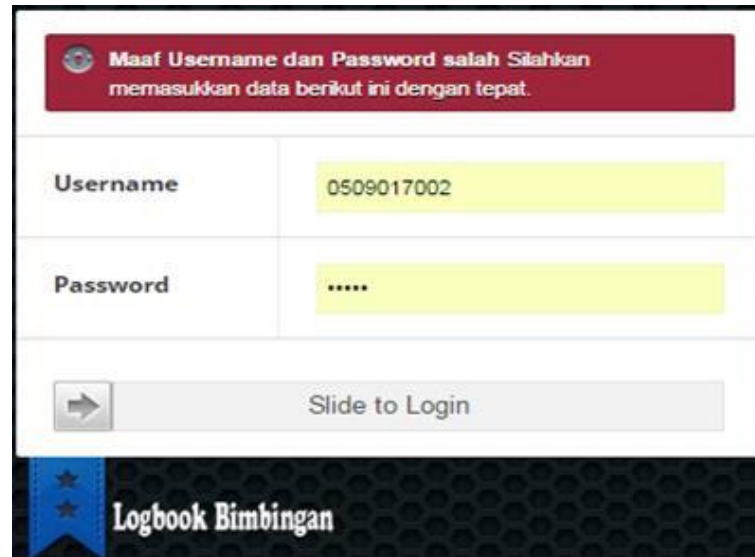 Maaf Username dan Password salah Silahkan
memasukkan data berikut ini dengan tepat.
Username
0509017002
Password
•••••
Slide to Login
Logbook Bimbingan